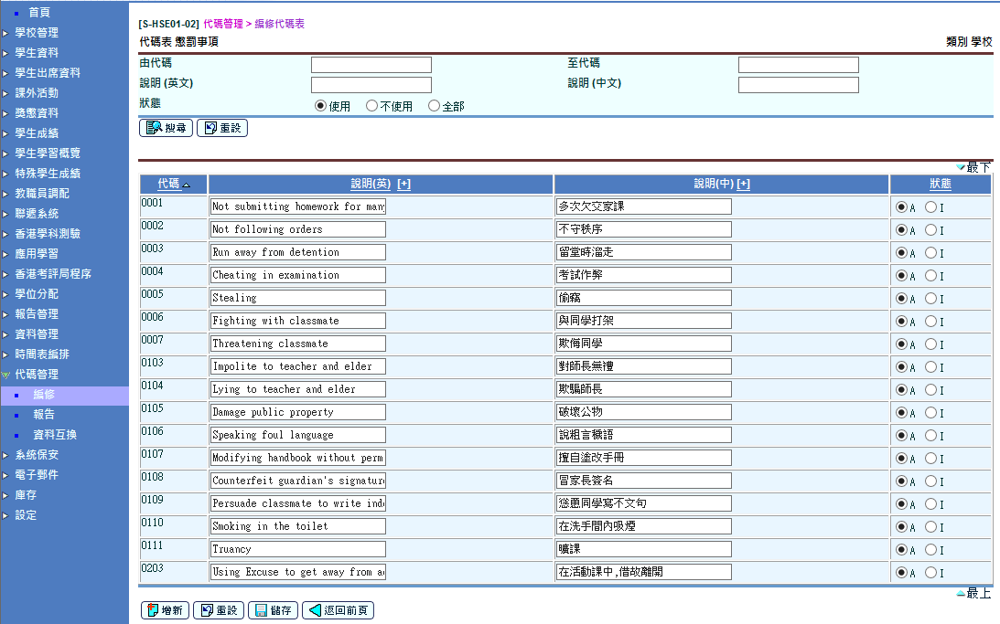 首頁
學校管理
學生資料
學生出席資料
課外活動
獎懲資料
學生成績
學生學習概覽
特殊學生成績
教職員調配
聯遞系統
香港學科測驗
應用學習
香港考評局程序
學位分配
報告管理
資料管理
時間表編排
代碼管理
編修
報告
資料互換
系統保安
電子郵件
庫存
設定
[S-HSE01-02] 代碼管理 > 編修代碼表
代碼表 懲罰事項 類別 學校
由代碼 至代碼
說明 (英文) 說明 (中文)
狀態 使用 不使用 全部
搜尋 重設
最下
代碼 說明(英) [+] 說明(中) [+] 狀態
0001 Not submitting homework for many 多次欠交家課 A I
0002 Not following orders 不守秩序 A I
0003 Run away from detention 留堂時溜走 A I
0004 Cheating in examination 考試作弊 A I
0005 Stealing 偷竊 A I
0006 Fighting with classmate 與同學打架 A I
0007 Threatening classmate 欺侮同學 A I
0103 Impolite to teacher and elder 對師長無禮 A I
0104 Lying to teacher and elder 欺騙師長 A I
0105 Damage public property 破壞公物 A I
0106 Speaking foul language 說粗言穢語 A I
0107 Modifying handbook without perm 擅自塗改手冊 A I
0108 Counterfeit guardian's signature 冒家長簽名 A I
0109 Persuade classmate to write inde 慫恿同學寫不文句 A I
0110 Smoking in the toilet 在洗手間內吸煙 A I
0111 Truancy 曠課 A I
0203 Using Excuse to get away from ac 在活動課中,借故離開 A I
最上
增新 重設 儲存 返回前頁